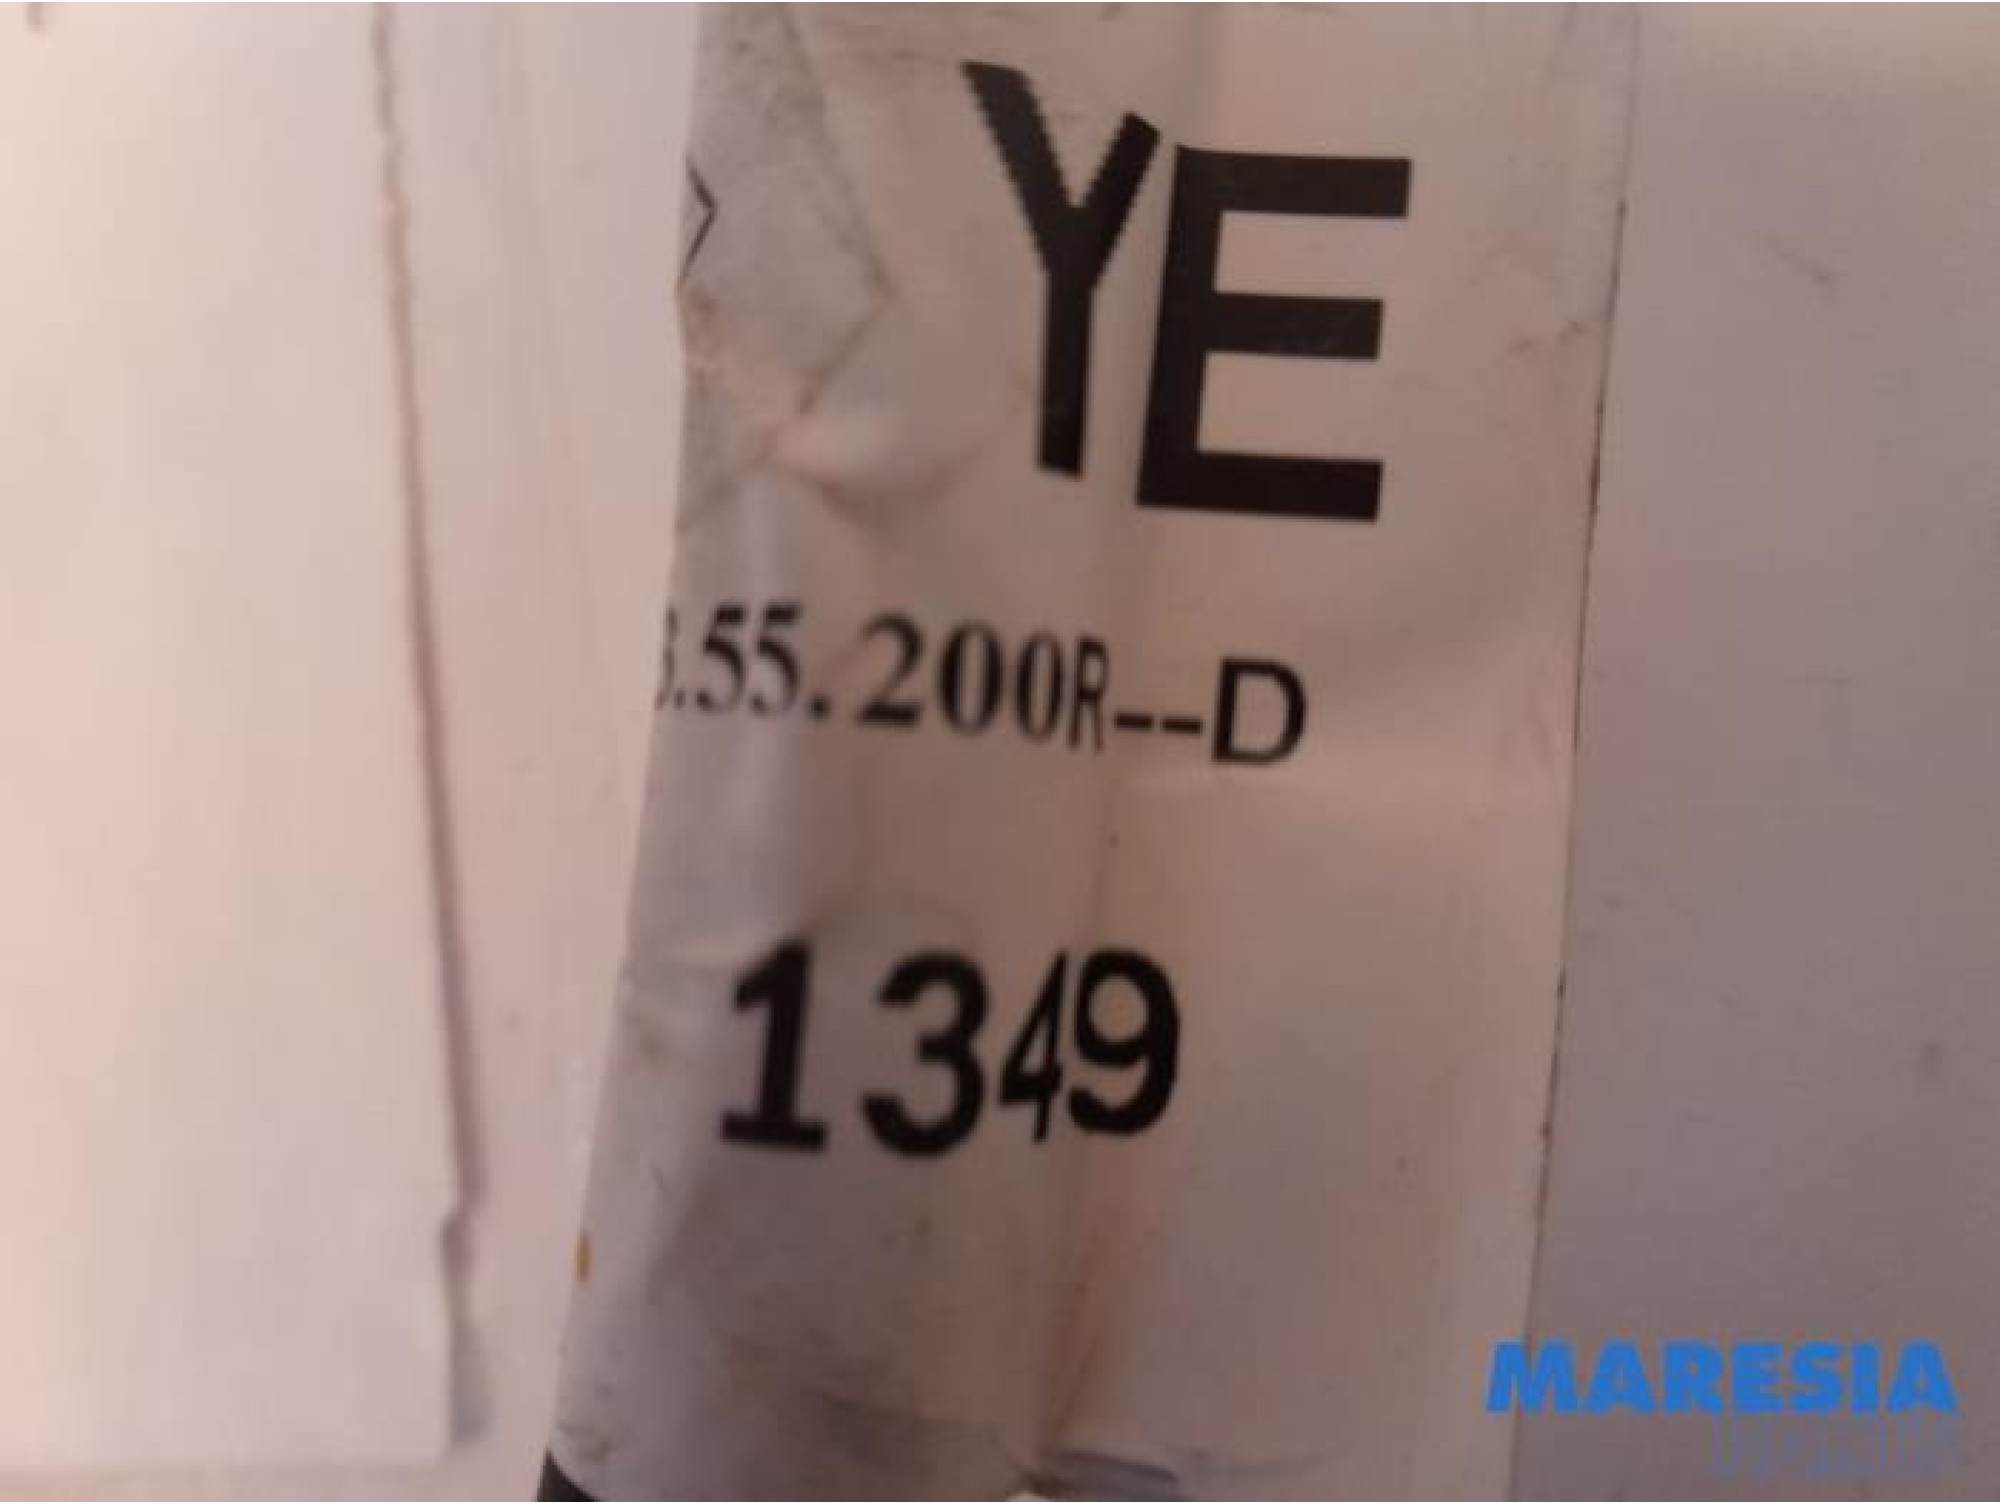 YE
.55.200R--D
1349
MARESIA